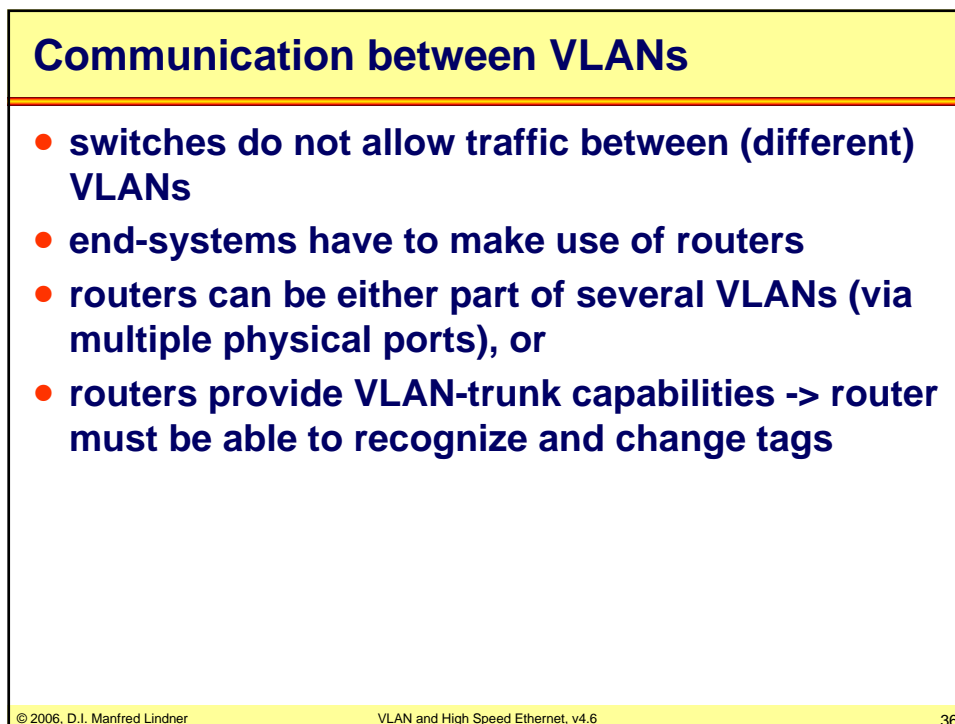 Communication between VLANs
• switches do not allow traffic between (different)
VLANs
• end-systems have to make use of routers
• routers can be either part of several VLANs (via
multiple physical ports), or
• routers provide VLAN-trunk capabilities -> router
must be able to recognize and change tags
© 2006, D.I. Manfred Lindner VLAN and High Speed Ethernet, v4.6 36